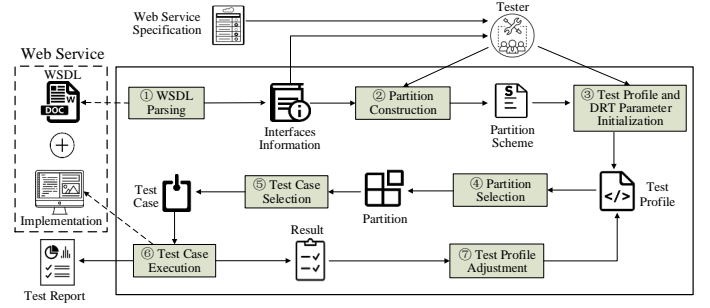 Web Service
Specification
Tester
Web Service
WSDL
W
DOC
① WSDL
Parsing
Interfaces
Information
② Partition
Construction
S
Partition
Scheme
③ Test Profile and
DRT Parameter
Initialization
Implementation
Test
Case
⑤ Test Case
Selection
Partition
④ Partition
Selection
</>
Test
Profile
Test Report
⑥ Test Case
Execution
Result
⑦ Test Profile
Adjustment